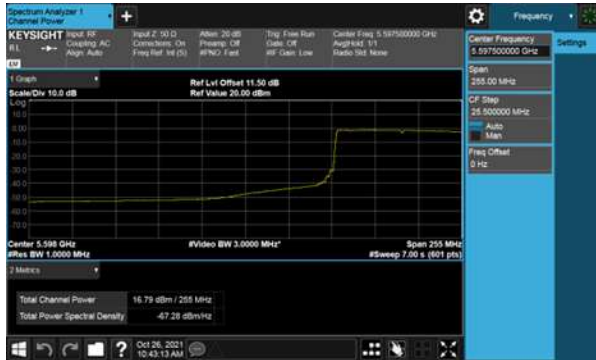 Spectrum Analyzer 1
Channel Power
Frequency
KEYSIGHT Input: RF Input Z: 50 Ω Atten: 20 dB Trig: Free Run Center Freq: 5.597500000 GHz
RL Coupling: AC Corrections: On Preamp: Off Gate: Off Avg|Hold: 1/1
Align: Auto Freq Ref: Int (S) #PNO: Fast #IF Gain: Low Radio Std: None
Center Frequency
5.597500000 GHz
Settings
Span
255.00 MHz
CF Step
25.500000 MHz
Auto
Man
Freq Offset
0 Hz
1 Graph
Ref Lvl Offset 11.50 dB
Scale/Div 10.0 dB Ref Value 20.00 dBm
Log
10.0
0.00
-10.0
-20.0
-30.0
-40.0
-50.0
-60.0
-70.0
Center 5.598 GHz #Video BW 3.0000 MHz* Span 255 MHz
#Res BW 1.0000 MHz #Sweep 7.00 s (601 pts)
2 Metrics
Total Channel Power 16.79 dBm / 255 MHz
Total Power Spectral Density -67.28 dBm/Hz
?
Oct 26, 2021
10:43:13 AM